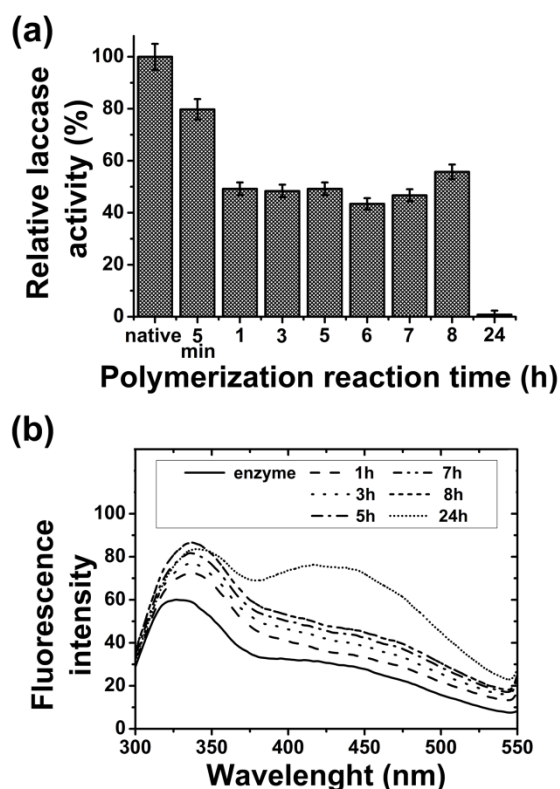 (a)
Relative laccase
activity (%)
100
80
60
40
20
0
native 5 min 1 3 5 6 7 8 24
Polymerization reaction time (h)
(b)
Fluorescence
intensity
100
80
60
40
20
0
enzyme 1h 7h
3h 8h
5h 24h
300 350 400 450 500 550
Wavelenght (nm)